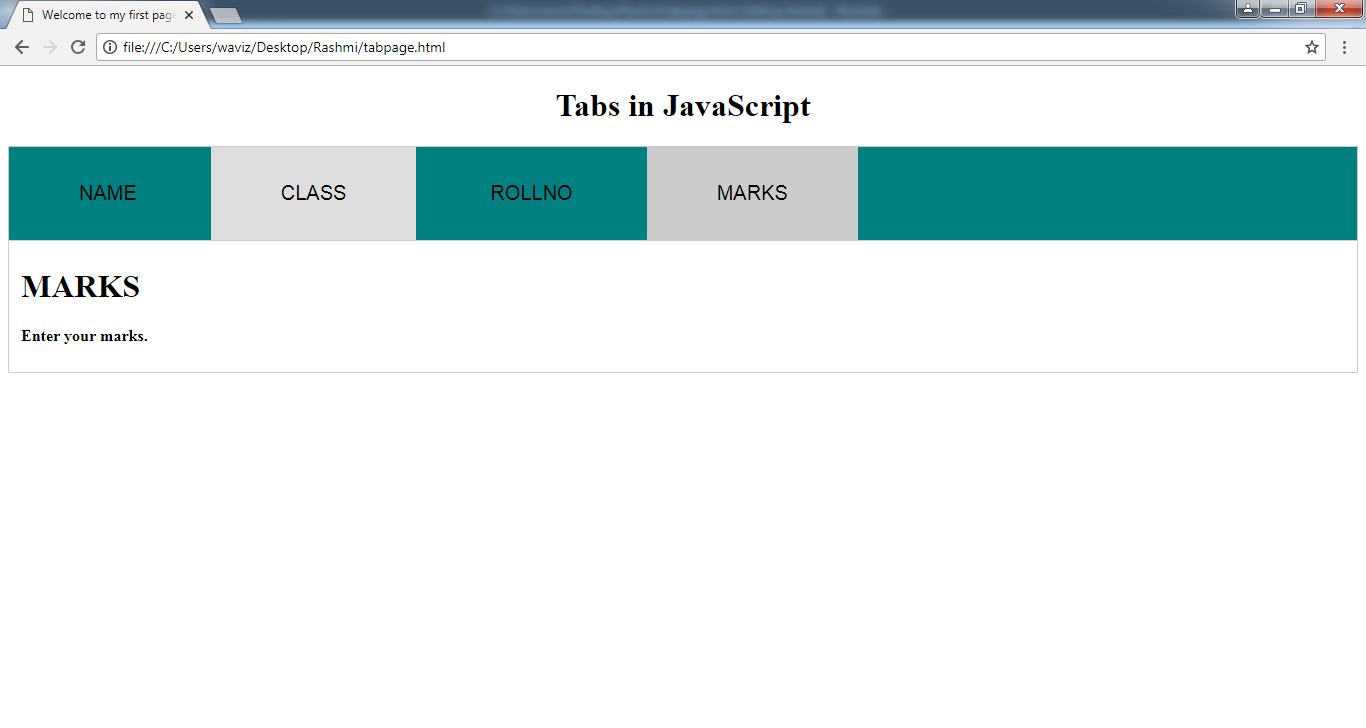 Welcome to my first page
file:///C:/Users/waviz/Desktop/Rashmi/tabpage.html
Tabs in JavaScript
NAME CLASS ROLLNO MARKS
MARKS
Enter your marks.